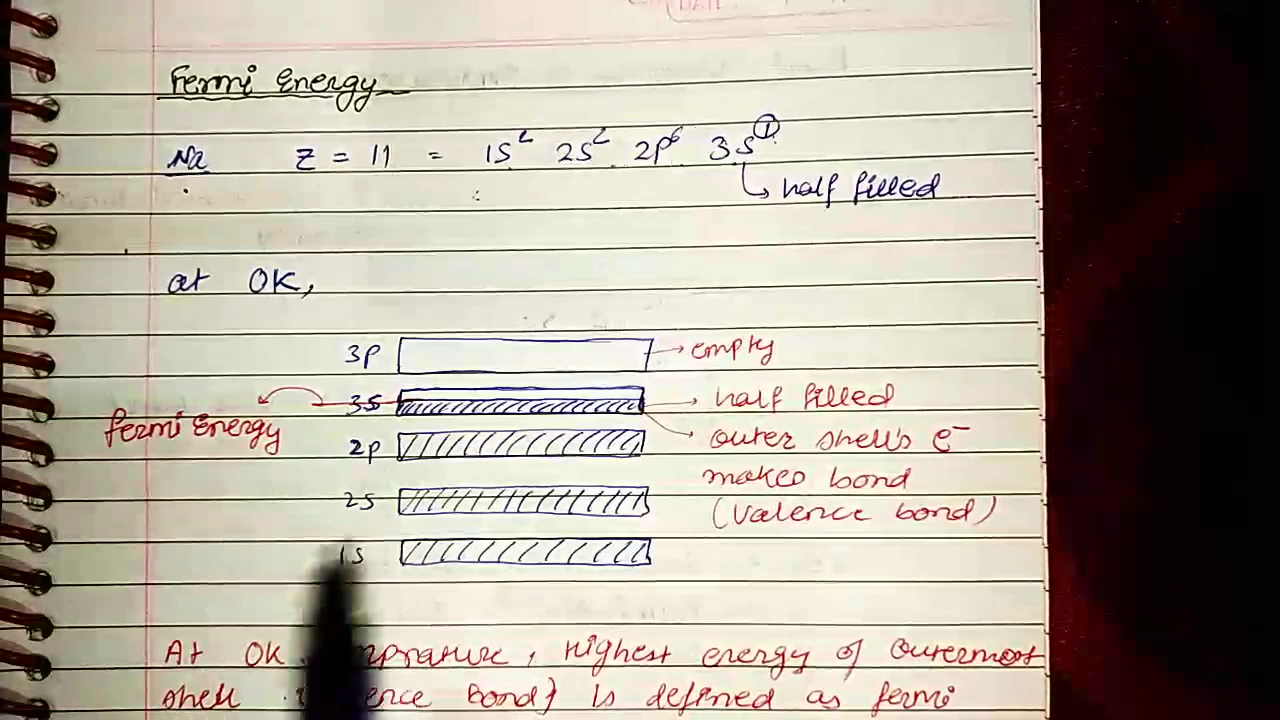 Fermi Energy
Na Z = 11 = 1S² 2S² 2P⁶ 3S¹
half filled
at 0K,
3P empty
3S half filled
fermi Energy
2P outer shell's e⁻
makes bond
2S (Valence bond)
1S
At 0K , Highest energy of outermost
shell bond} is defined as fermi